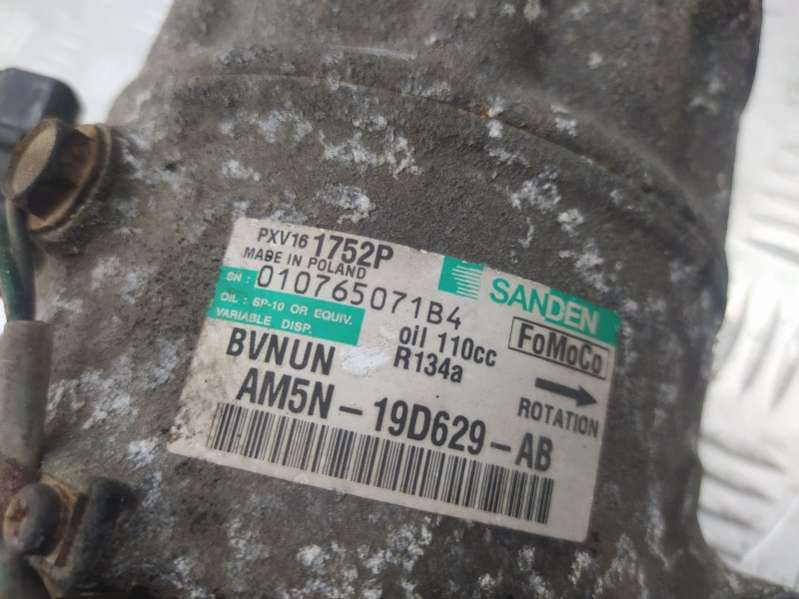 PXV16 1752P
MADE IN POLAND
SN : 010765071B4
OIL : SP-10 OR EQUIV.
VARIABLE DISP.
SANDEN
oil 110cc
FoMoCo
BVNUN
R134a
AM5N-19D629-AB
ROTATION